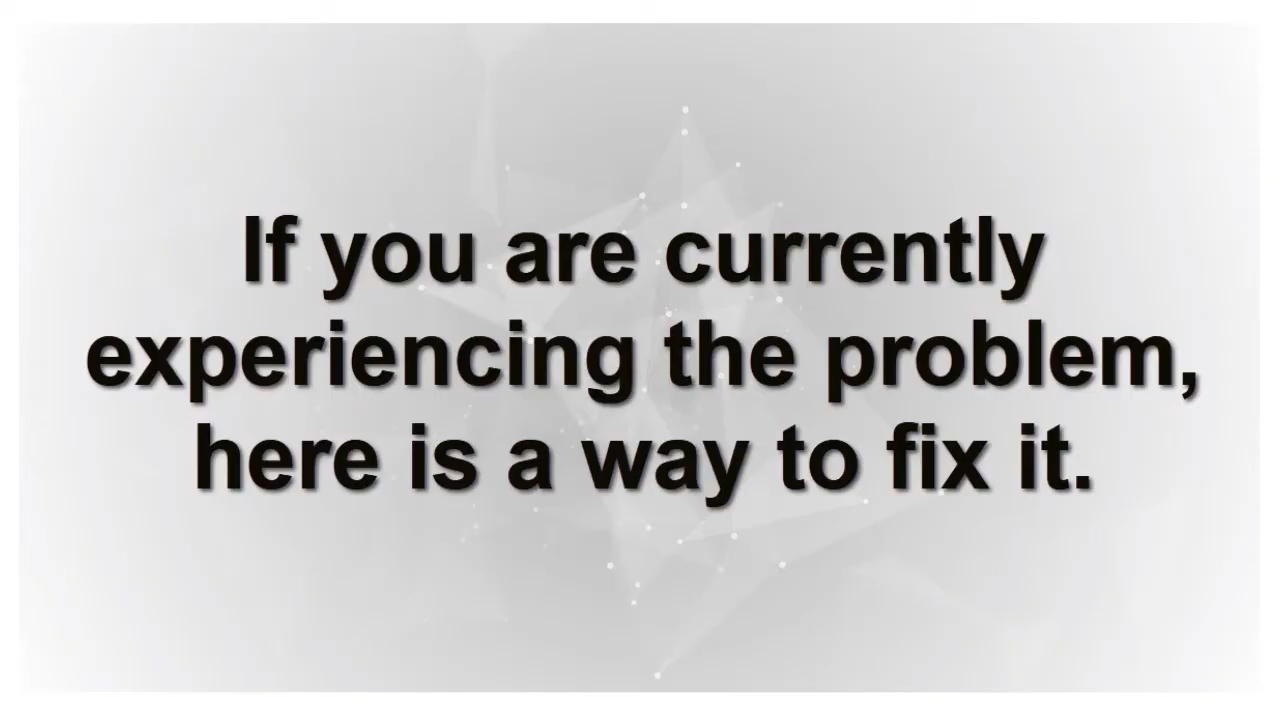 If you are currently
experiencing the problem,
here is a way to fix it.